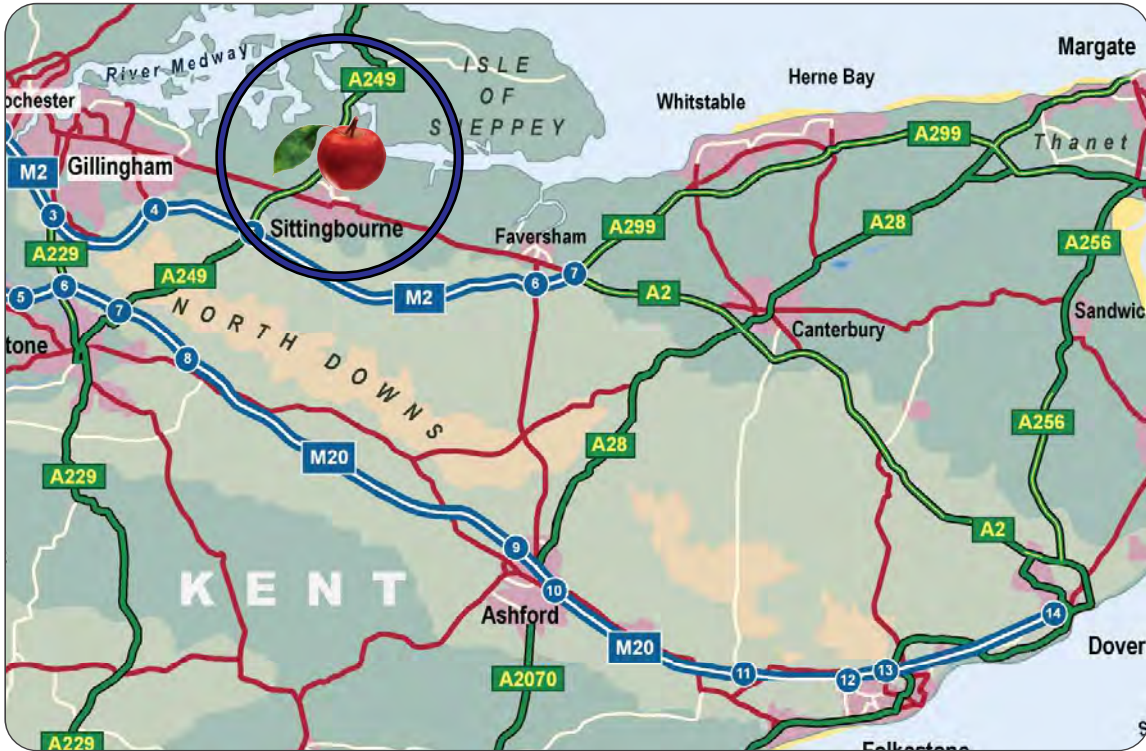 Margate
River Medway
A249
ISLE
OF
SHEPPEY
Herne Bay
Whitstable
ochester
A299
Thanet
M2
Gillingham
4
3
Sittingbourne
A299
A28
A229
Faversham
A256
A249
7
6
M2
A2
5
6
7
Sandwic
Canterbury
NORTH DOWNS
tone
8
A28
A256
M20
A229
A2
9
KENT
10
Ashford
14
M20
Dover
A2070
11
12
13
A229
Folkestone
S